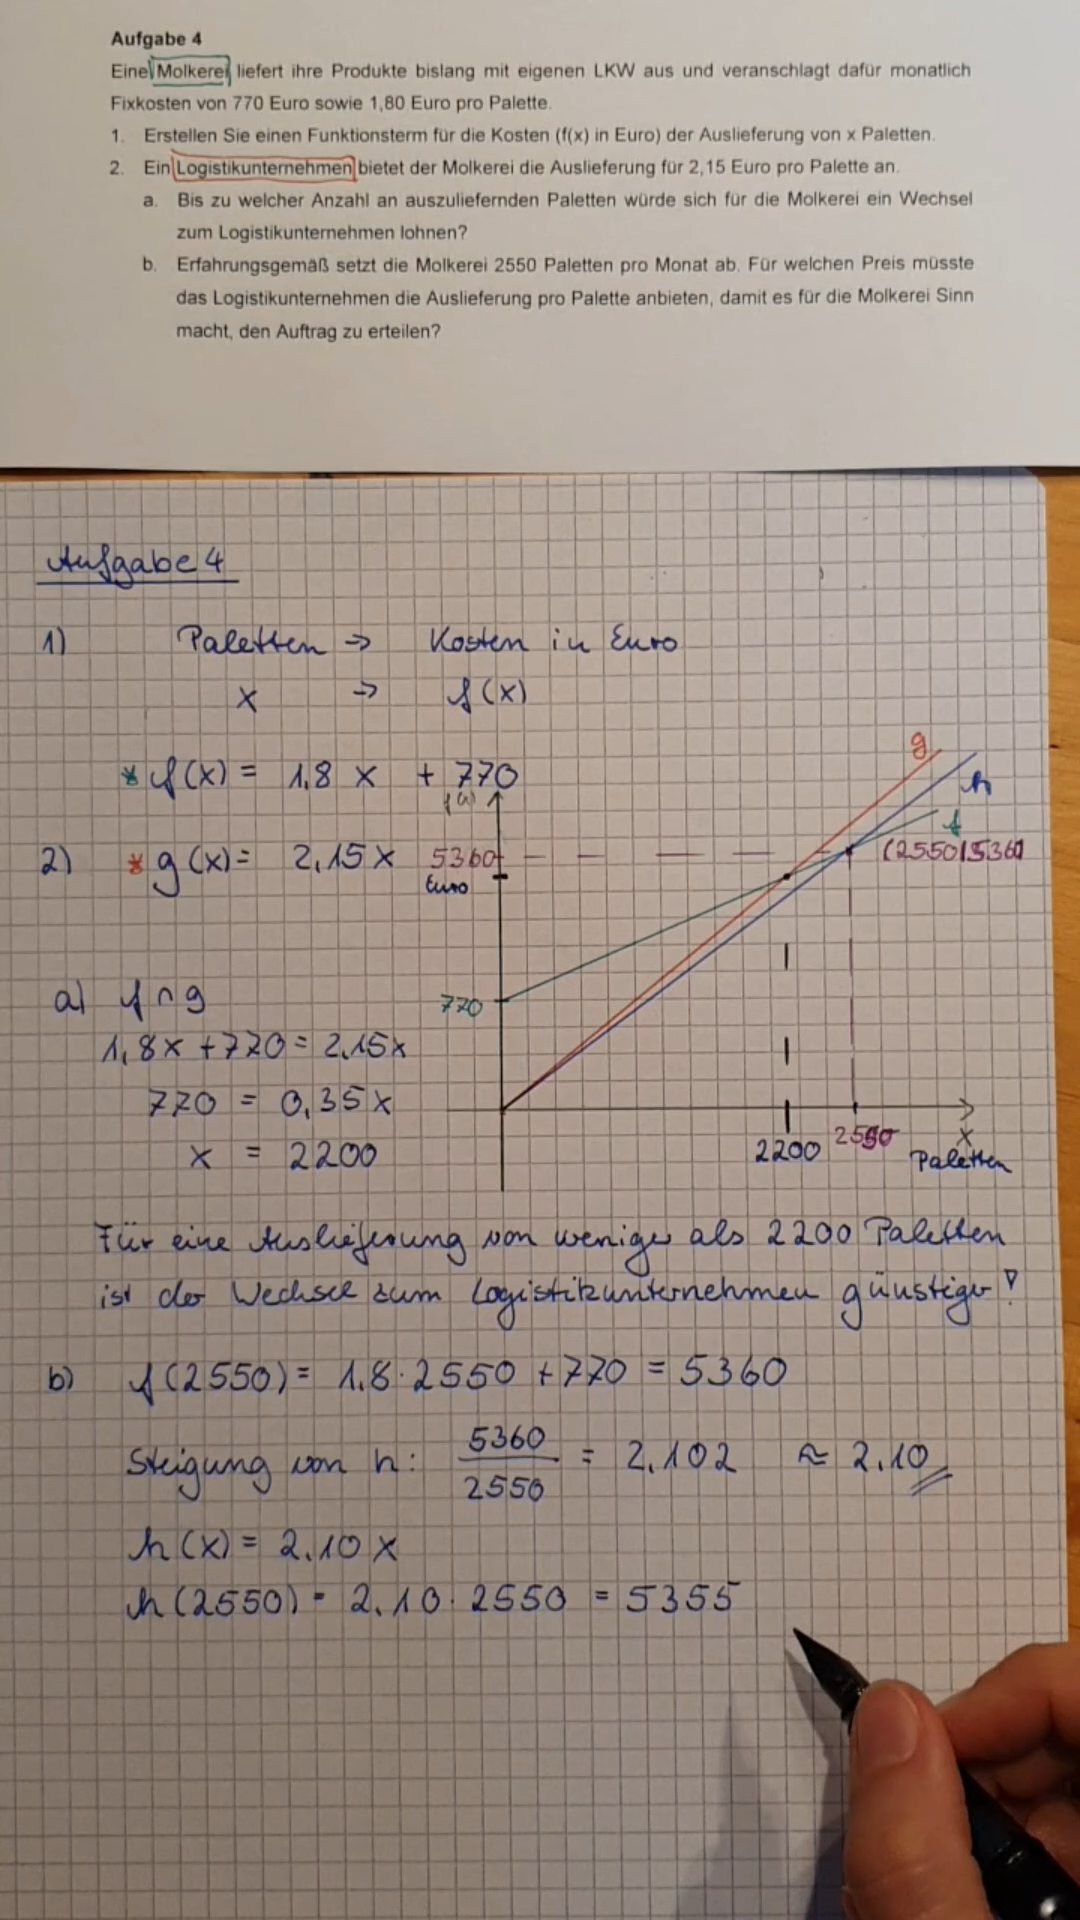 Aufgabe 4
Eine Molkerei liefert ihre Produkte bislang mit eigenen LKW aus und veranschlagt dafür monatlich
Fixkosten von 770 Euro sowie 1,80 Euro pro Palette.
1. Erstellen Sie einen Funktionsterm für die Kosten (f(x) in Euro) der Auslieferung von x Paletten.
2. Ein Logistikunternehmen bietet der Molkerei die Auslieferung für 2,15 Euro pro Palette an.
a. Bis zu welcher Anzahl an auszuliefernden Paletten würde sich für die Molkerei ein Wechsel
zum Logistikunternehmen lohnen?
b. Erfahrungsgemäß setzt die Molkerei 2550 Paletten pro Monat ab. Für welchen Preis müsste
das Logistikunternehmen die Auslieferung pro Palette anbieten, damit es für die Molkerei Sinn
macht, den Auftrag zu erteilen?
Aufgabe 4
1) Paletten → Kosten in Euro
x → f(x)
* f(x) = 1,8 x + 770
2) * g(x) = 2,15x
a) f ∩ g
1,8x + 770 = 2,15x
770 = 0,35x
x = 2200
f(x)
g
h
f
5360
Euro
(2550|5360)
770
2200
2550
x
Paletten
Für eine Auslieferung von weniger als 2200 Paletten
ist der Wechsel zum Logistikunternehmen günstiger!
b) f(2550) = 1,8 · 2550 + 770 = 5360
Steigung von h: 5360/2550 = 2,102 ≈ 2,10
h(x) = 2,10 x
h(2550) = 2,10 · 2550 = 5355